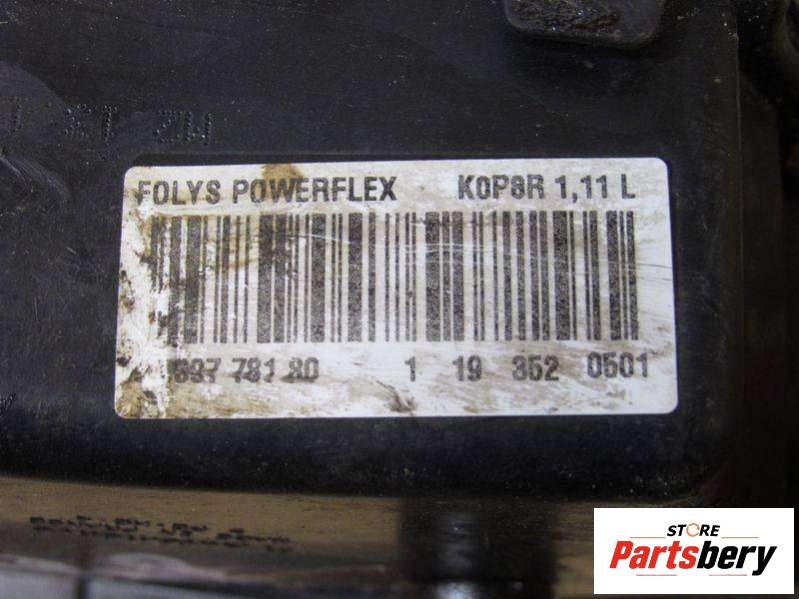 FOLYS POWERFLEX K0P8R 1,11 L
697 781 80 1 19 352 0501
STORE
Partsbery